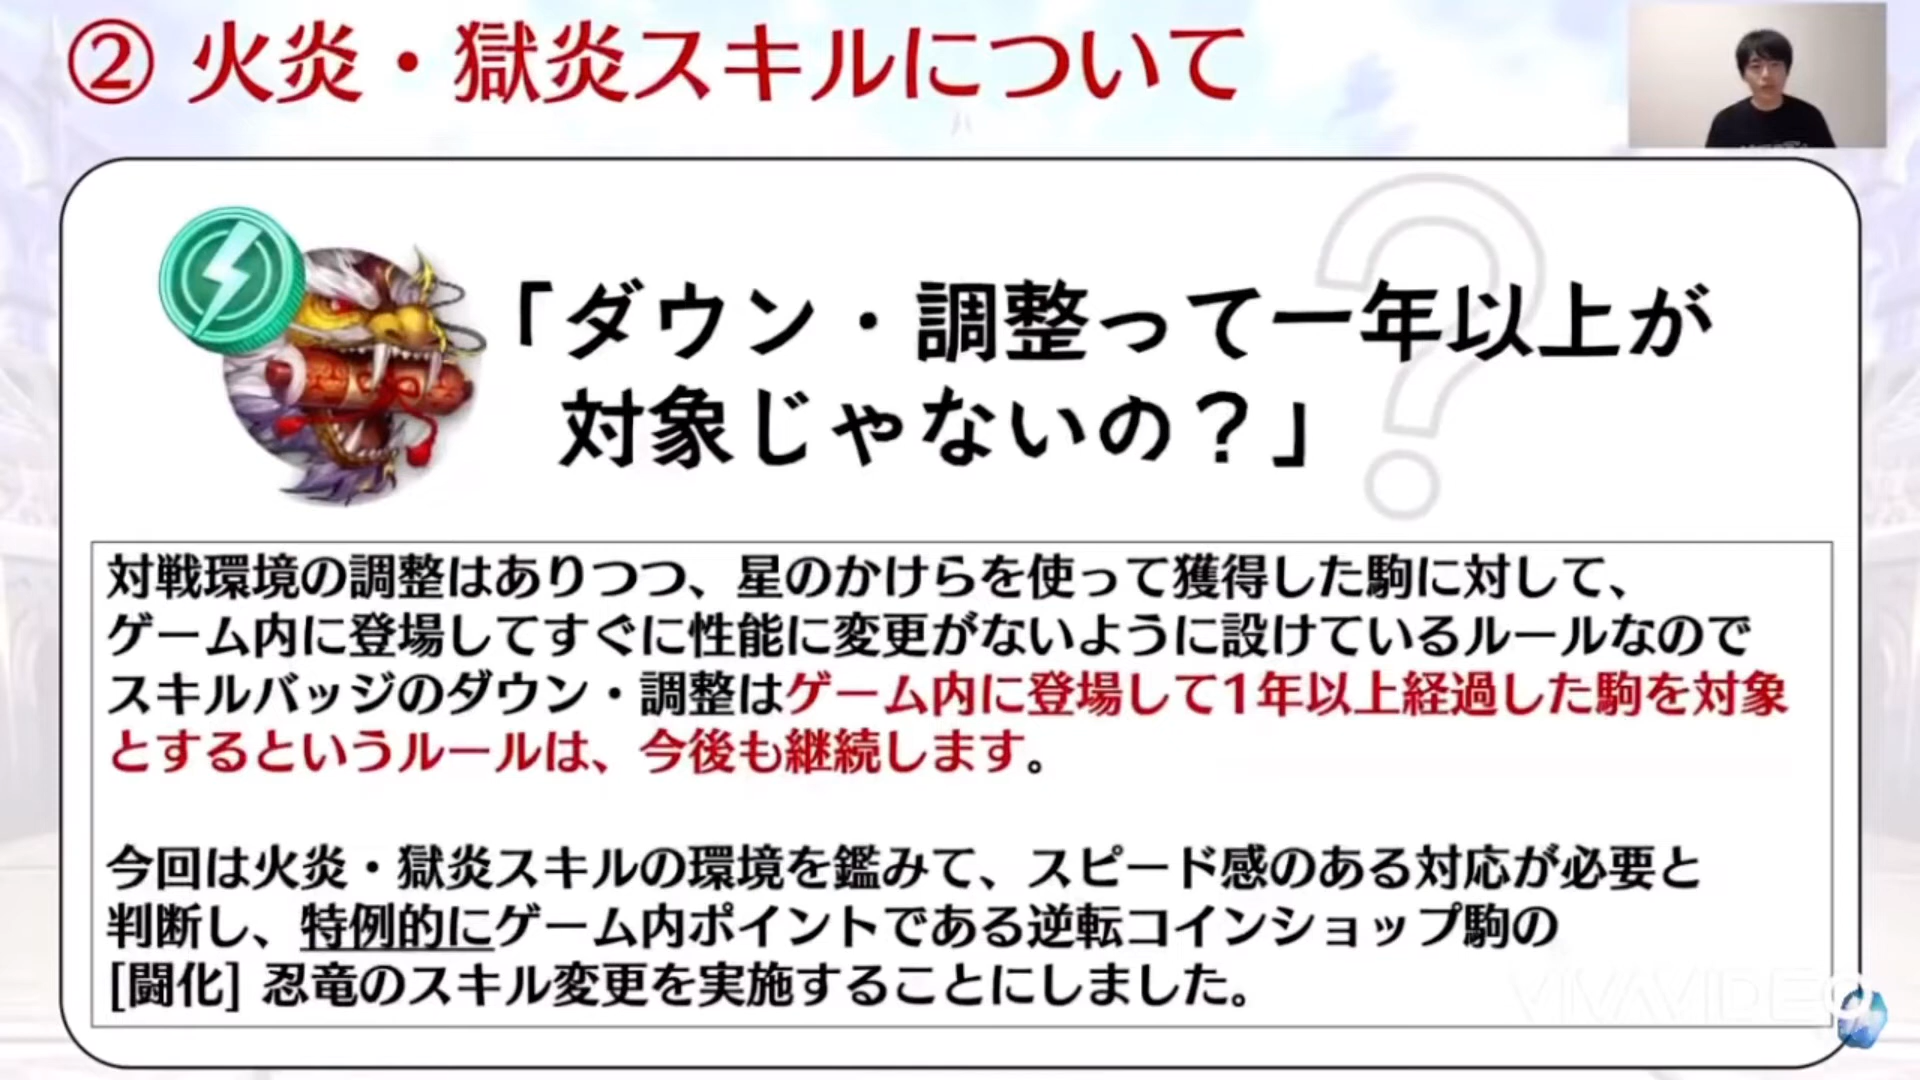 ② 火炎・獄炎スキルについて
「ダウン・調整って一年以上が
対象じゃないの？」
対戦環境の調整はありつつ、星のかけらを使って獲得した駒に対して、
ゲーム内に登場してすぐに性能に変更がないように設けているルールなので
スキルバッジのダウン・調整はゲーム内に登場して1年以上経過した駒を対象
とするというルールは、今後も継続します。
今回は火炎・獄炎スキルの環境を鑑みて、スピード感のある対応が必要と
判断し、特例的にゲーム内ポイントである逆転コインショップ駒の
[闘化] 忍竜のスキル変更を実施することにしました。
VIVAVIDEO